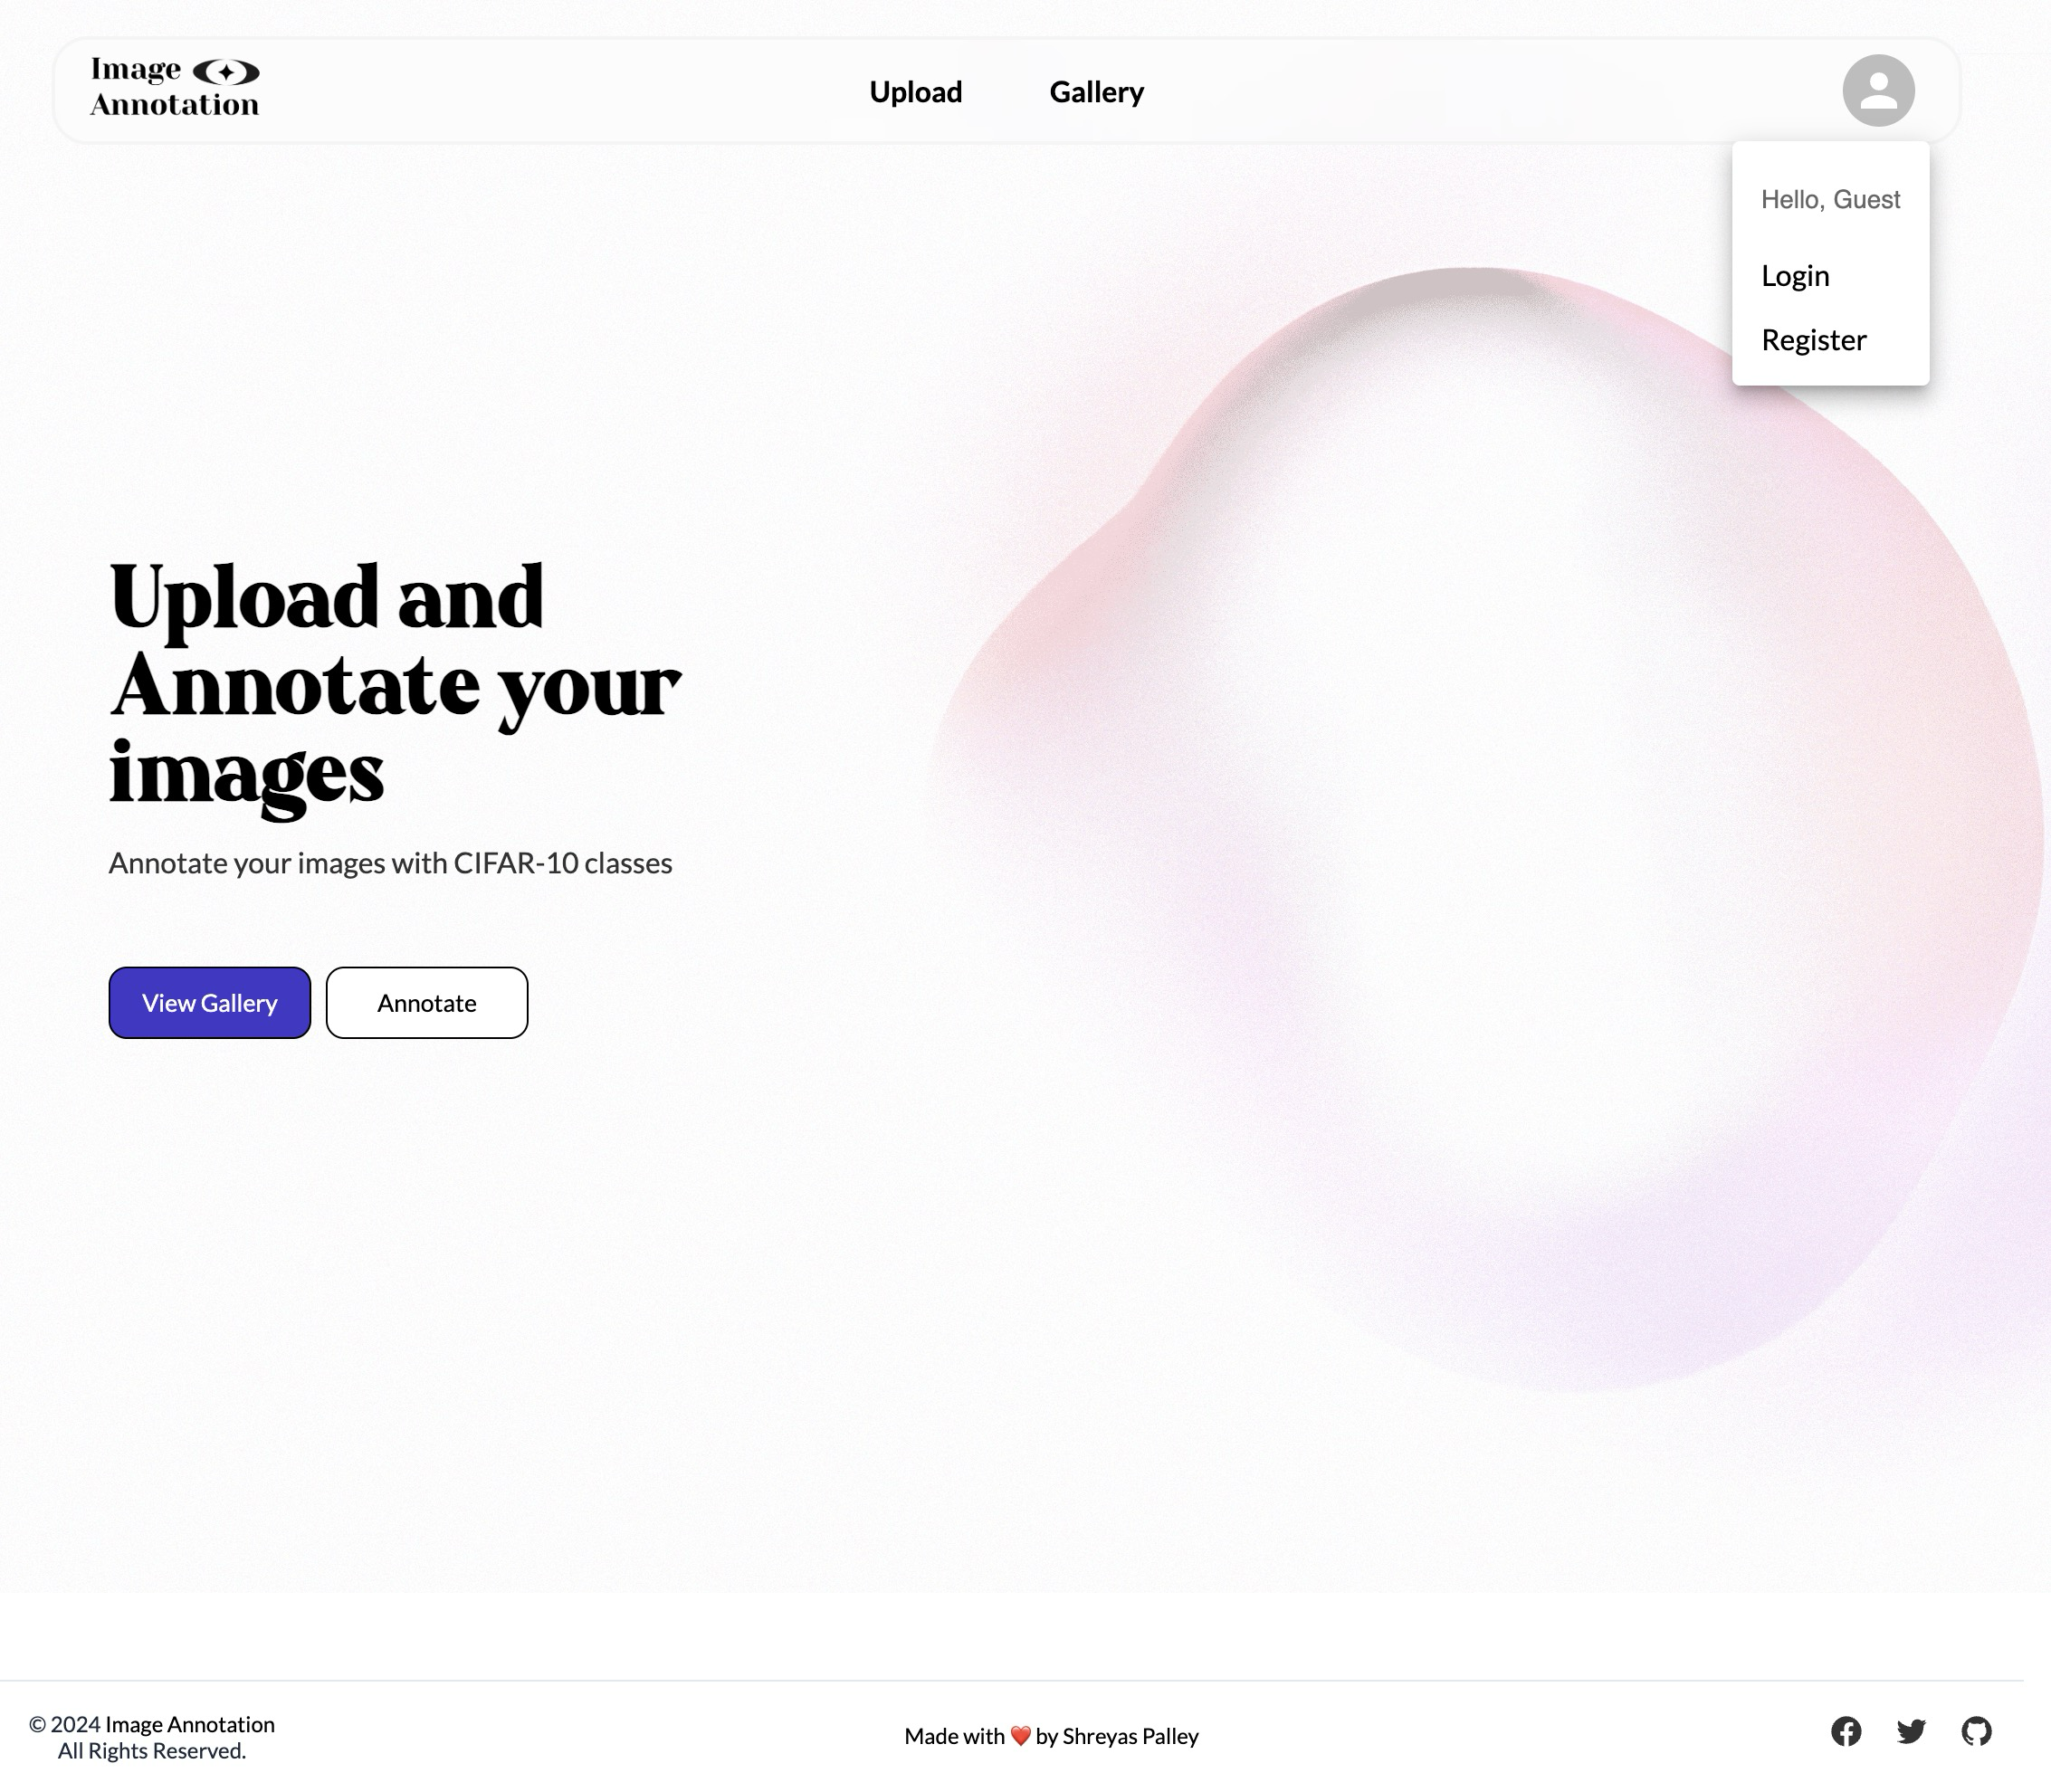 Image
Annotation
Upload
Gallery
Hello, Guest
Login
Register
Upload and
Annotate your
images
Annotate your images with CIFAR-10 classes
View Gallery
Annotate
© 2024 Image Annotation
All Rights Reserved.
Made with ❤️ by Shreyas Palley